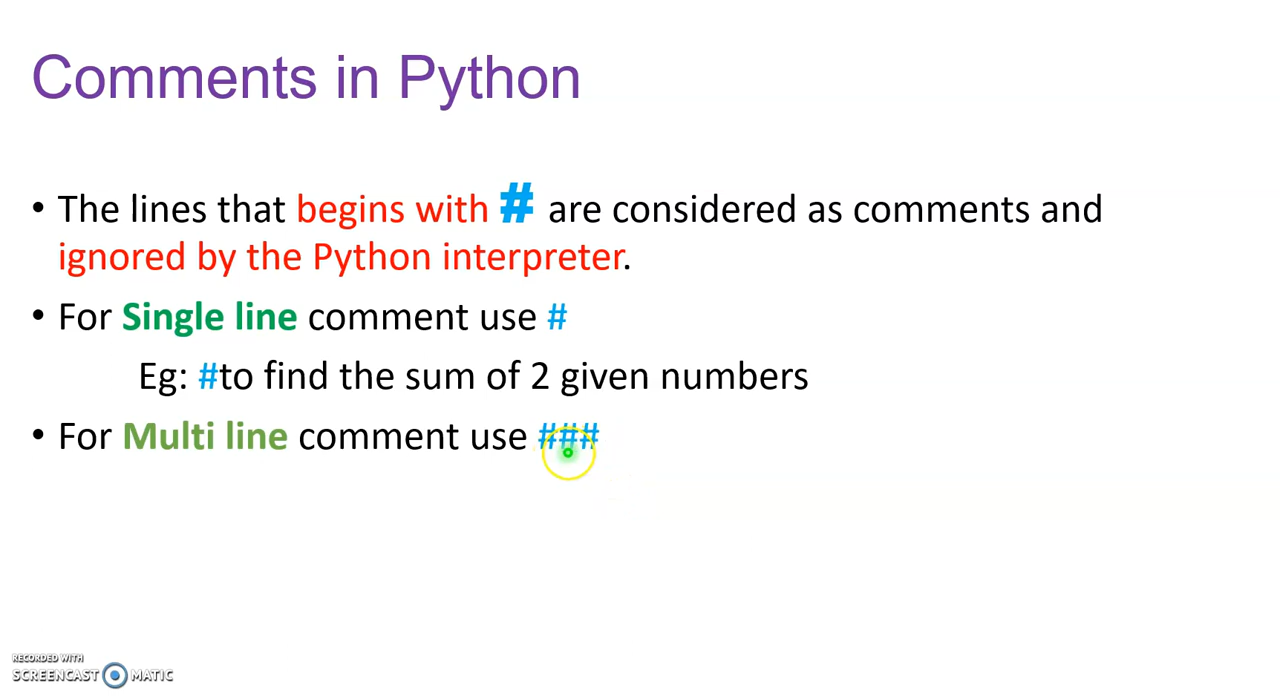 Comments in Python
• The lines that begins with # are considered as comments and
ignored by the Python interpreter.
• For Single line comment use #
Eg: #to find the sum of 2 given numbers
• For Multi line comment use ###
RECORDED WITH
SCREENCAST MATIC